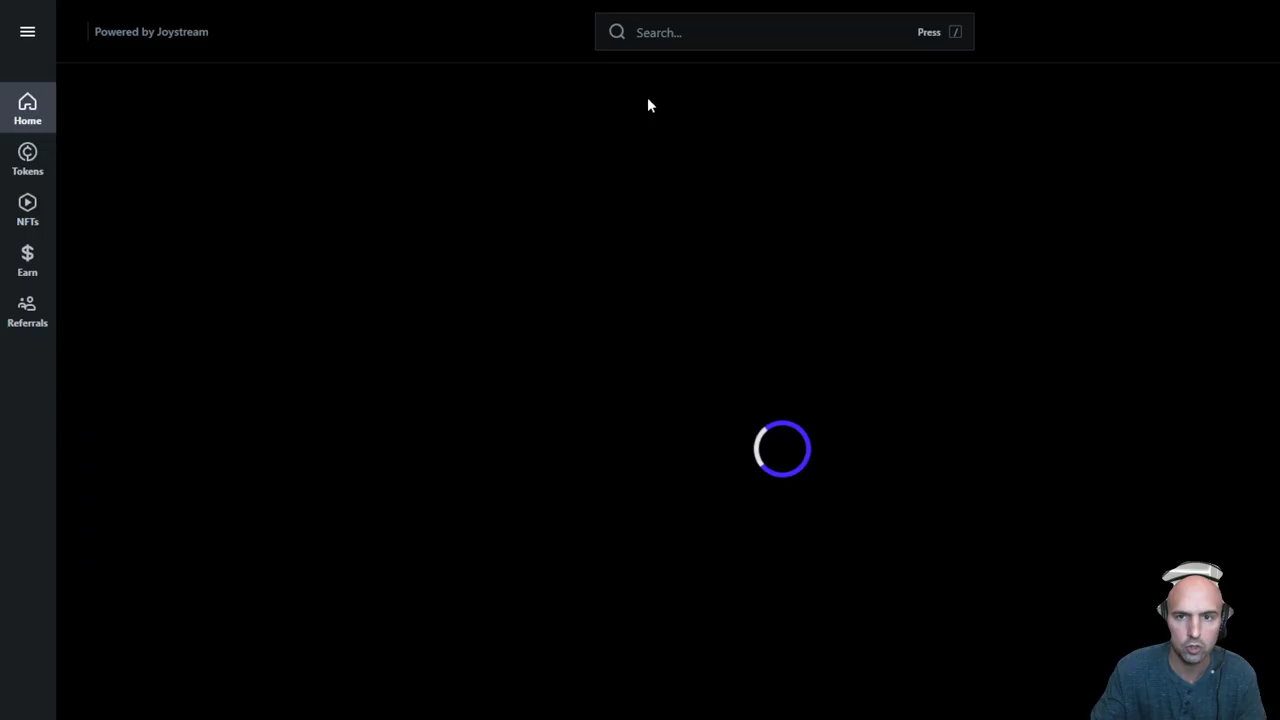 Powered by Joystream
Search...
Press /
Home
Tokens
NFTs
Earn
Referrals